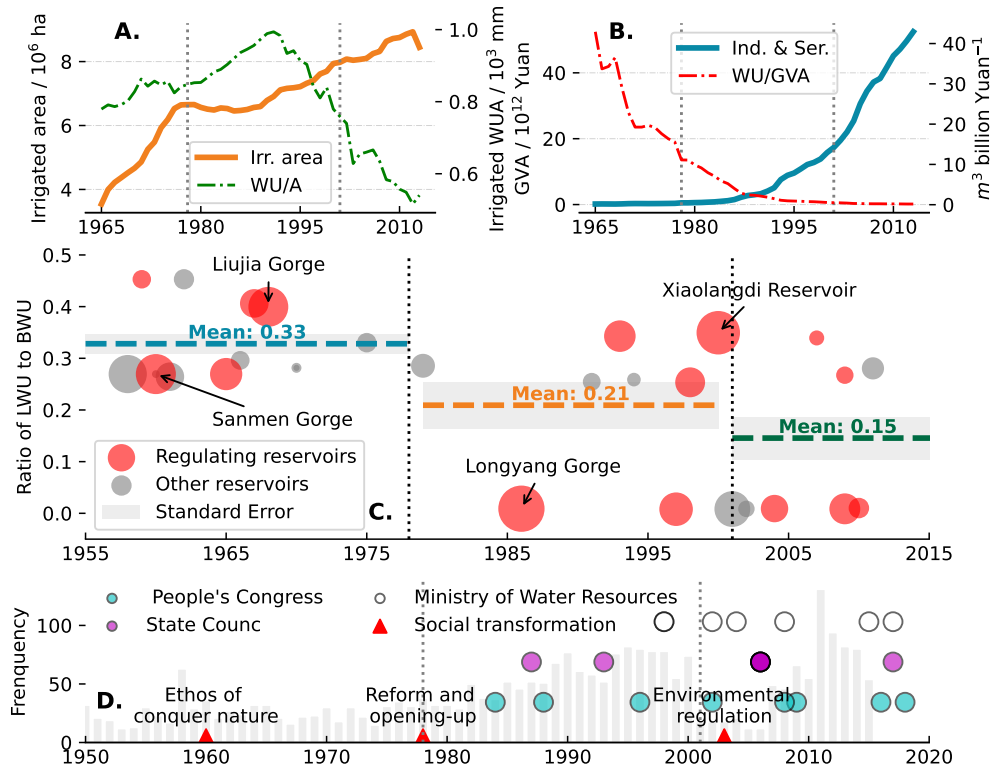 A.
Irrigated area / 10⁶ ha
8
6
4
1.0
0.8
0.6
Irrigated WUA / 10³ mm
Irr. area
WU/A
1965 1980 1995 2010
B.
GVA / 10¹² Yuan
40
20
0
40
30
20
10
0
m³ billion Yuan⁻¹
Ind. & Ser.
WU/GVA
1965 1980 1995 2010
Ratio of LWU to BWU
0.5
0.4
0.3
0.2
0.1
0.0
Liujia Gorge
Xiaolangdi Reservoir
Mean: 0.33
Mean: 0.21
Mean: 0.15
Sanmen Gorge
Longyang Gorge
Regulating reservoirs
Other reservoirs
Standard Error
C.
1955 1965 1975 1985 1995 2005 2015
Frenquency
100
50
0
People's Congress
State Counc
Ministry of Water Resources
Social transformation
D.
Ethos of
conquer nature
Reform and
opening-up
Environmental
regulation
1950 1960 1970 1980 1990 2000 2010 2020